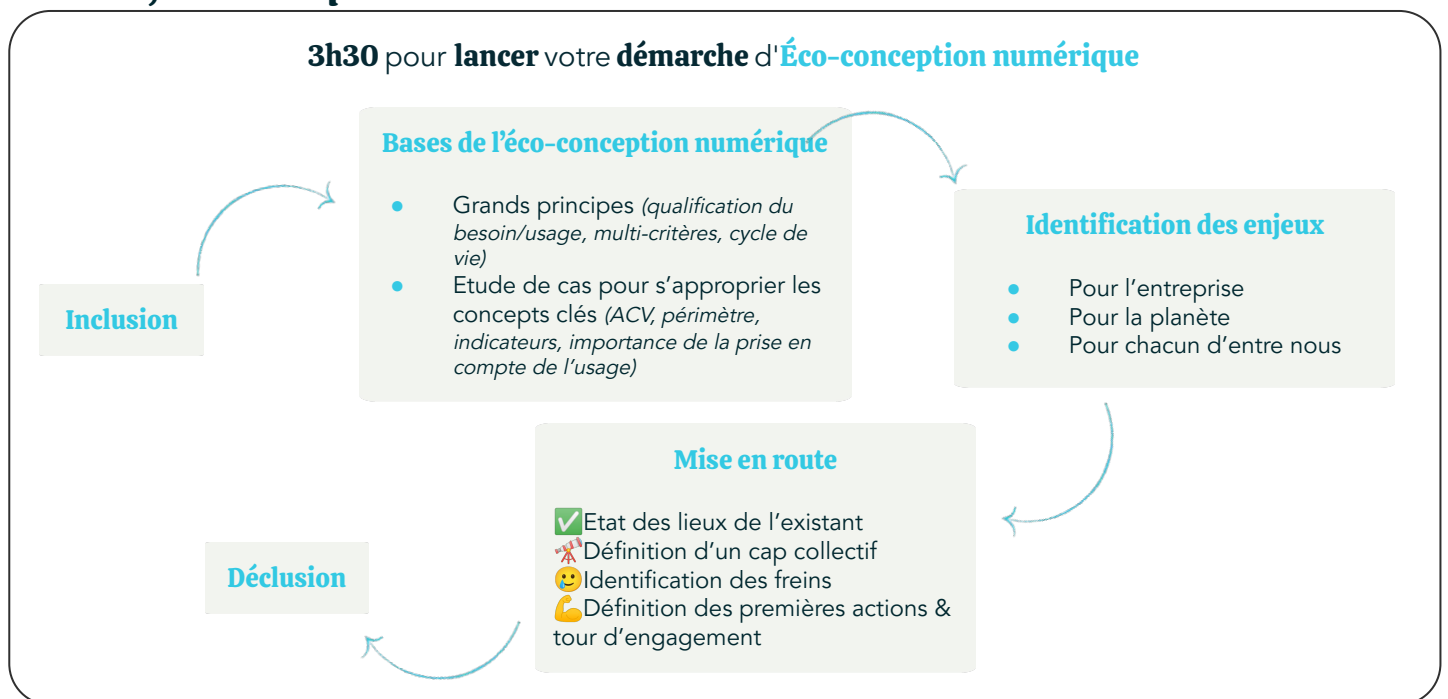 3h30 pour lancer votre démarche d'Éco-conception numérique
Bases de l'éco-conception numérique
● Grands principes (qualification du
besoin/usage, multi-critères, cycle de
vie)
● Etude de cas pour s'approprier les
concepts clés (ACV, périmètre,
indicateurs, importance de la prise en
compte de l'usage)
Identification des enjeux
● Pour l'entreprise
● Pour la planète
● Pour chacun d'entre nous
Inclusion
Mise en route
✅Etat des lieux de l'existant
🔭Définition d'un cap collectif
🥲Identification des freins
💪Définition des premières actions &
tour d'engagement
Déclusion